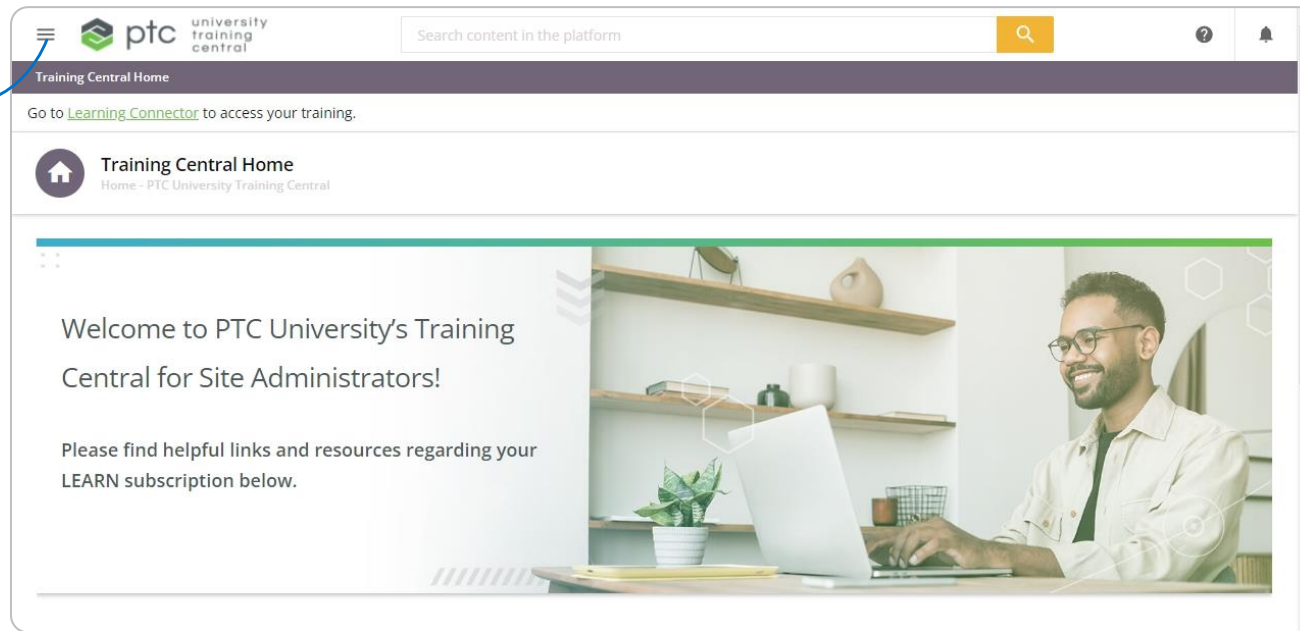 ptc university
training
central
Search content in the platform
Training Central Home
Go to Learning Connector to access your training.
Training Central Home
Home - PTC University Training Central
Welcome to PTC University's Training
Central for Site Administrators!
Please find helpful links and resources regarding your
LEARN subscription below.